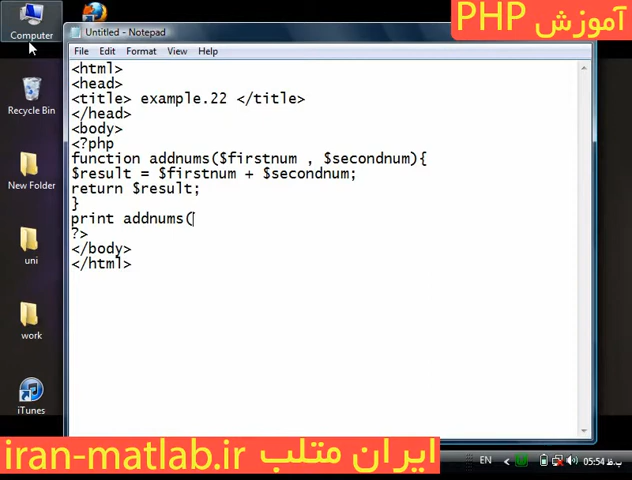 آموزش PHP
Computer
Recycle Bin
New Folder
uni
work
iTunes
Untitled - Notepad
File Edit Format View Help
<html>
<head>
<title> example.22 </title>
</head>
<body>
<?php
function addnums($firstnum , $secondnum){
$result = $firstnum + $secondnum;
return $result;
}
print addnums(
?>
</body>
</html>
ایران متلب iran-matlab.ir
EN
05:54 ب.ظ